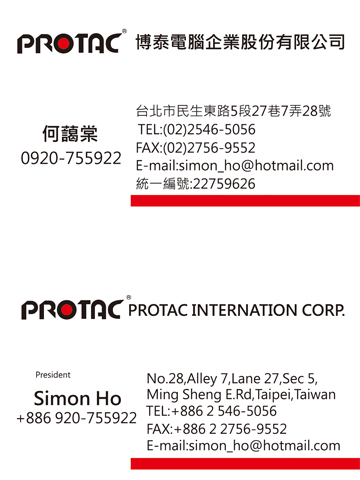 PROTAC® 博泰電腦企業股份有限公司
台北市民生東路5段27巷7弄28號
何藹棠
TEL:(02)2546-5056
0920-755922
FAX:(02)2756-9552
E-mail:simon_ho@hotmail.com
統一編號:22759626
PROTAC® PROTAC INTERNATION CORP.
President
No.28,Alley 7,Lane 27,Sec 5,
Ming Sheng E.Rd,Taipei,Taiwan
Simon Ho
TEL:+886 2 546-5056
+886 920-755922
FAX:+886 2 2756-9552
E-mail:simon_ho@hotmail.com